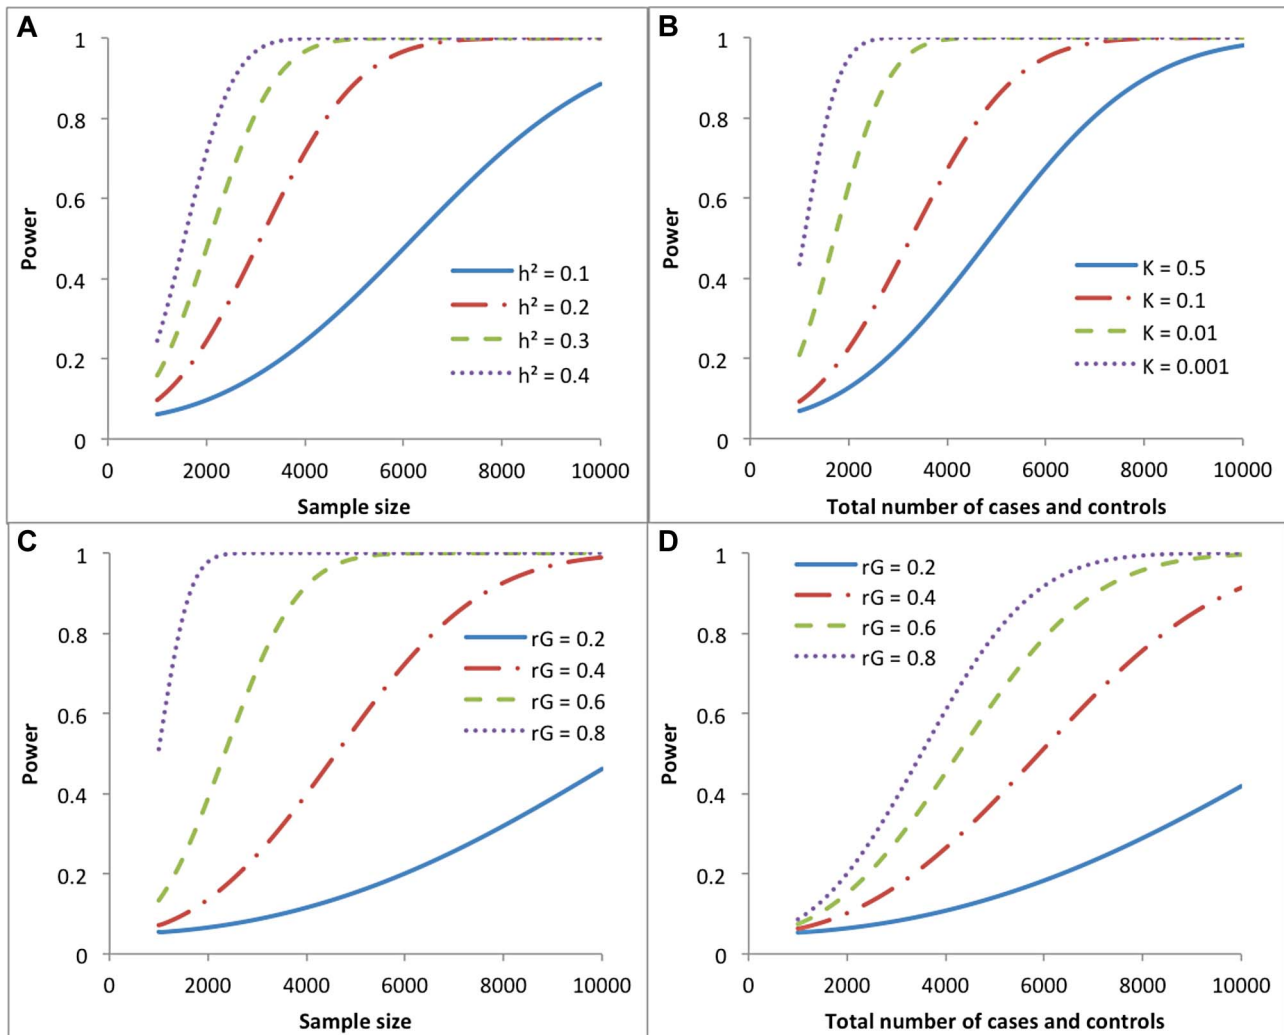 A
1
0.8
0.6
0.4
0.2
0
Power
h² = 0.1
h² = 0.2
h² = 0.3
h² = 0.4
0 2000 4000 6000 8000 10000
Sample size
B
1
0.8
0.6
0.4
0.2
0
Power
K = 0.5
K = 0.1
K = 0.01
K = 0.001
0 2000 4000 6000 8000 10000
Total number of cases and controls
C
1
0.8
0.6
0.4
0.2
0
Power
rG = 0.2
rG = 0.4
rG = 0.6
rG = 0.8
0 2000 4000 6000 8000 10000
Sample size
D
1
0.8
0.6
0.4
0.2
0
Power
rG = 0.2
rG = 0.4
rG = 0.6
rG = 0.8
0 2000 4000 6000 8000 10000
Total number of cases and controls